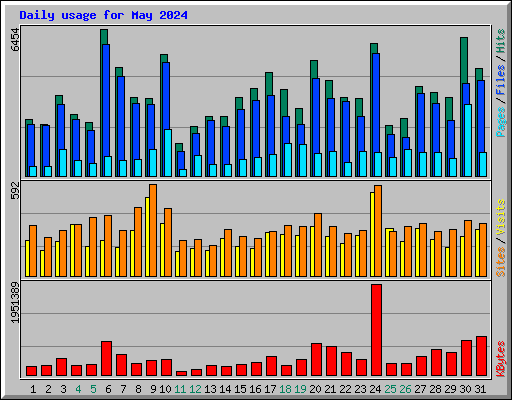 Daily usage for May 2024
6454
Pages / Files / Hits
592
Sites / Visits
1951389
KBytes
1 2 3 4 5 6 7 8 9 10 11 12 13 14 15 16 17 18 19 20 21 22 23 24 25 26 27 28 29 30 31